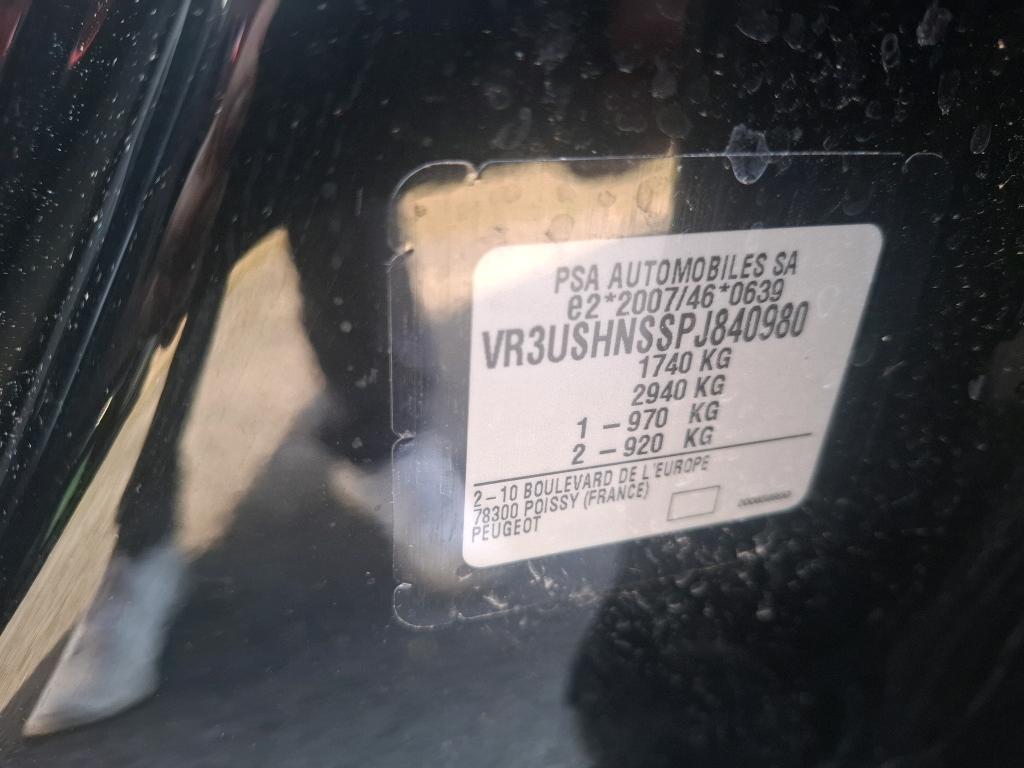 PSA AUTOMOBILES SA
e2*2007/46*0639
VR3USHNSSPJ840980
1740 KG
2940 KG
1 – 970 KG
2 – 920 KG
2 – 10 BOULEVARD DE L'EUROPE
78300 POISSY (FRANCE)
PEUGEOT